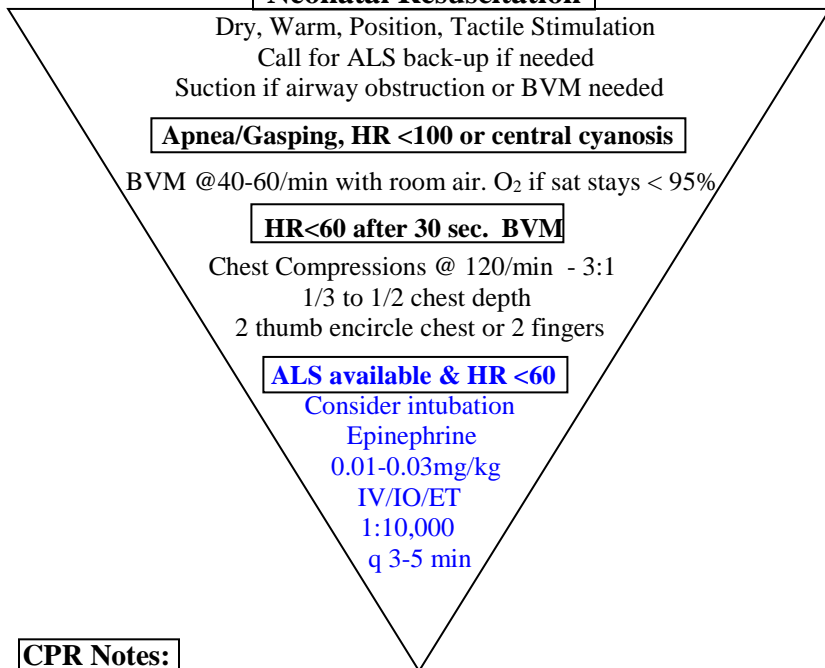 Neonatal Resuscitation
Dry, Warm, Position, Tactile Stimulation
Call for ALS back-up if needed
Suction if airway obstruction or BVM needed
Apnea/Gasping, HR <100 or central cyanosis
BVM @40-60/min with room air. O₂ if sat stays < 95%
HR<60 after 30 sec. BVM
Chest Compressions @ 120/min - 3:1
1/3 to 1/2 chest depth
2 thumb encircle chest or 2 fingers
ALS available & HR <60
Consider intubation
Epinephrine
0.01-0.03mg/kg
IV/IO/ET
1:10,000
q 3-5 min
CPR Notes: